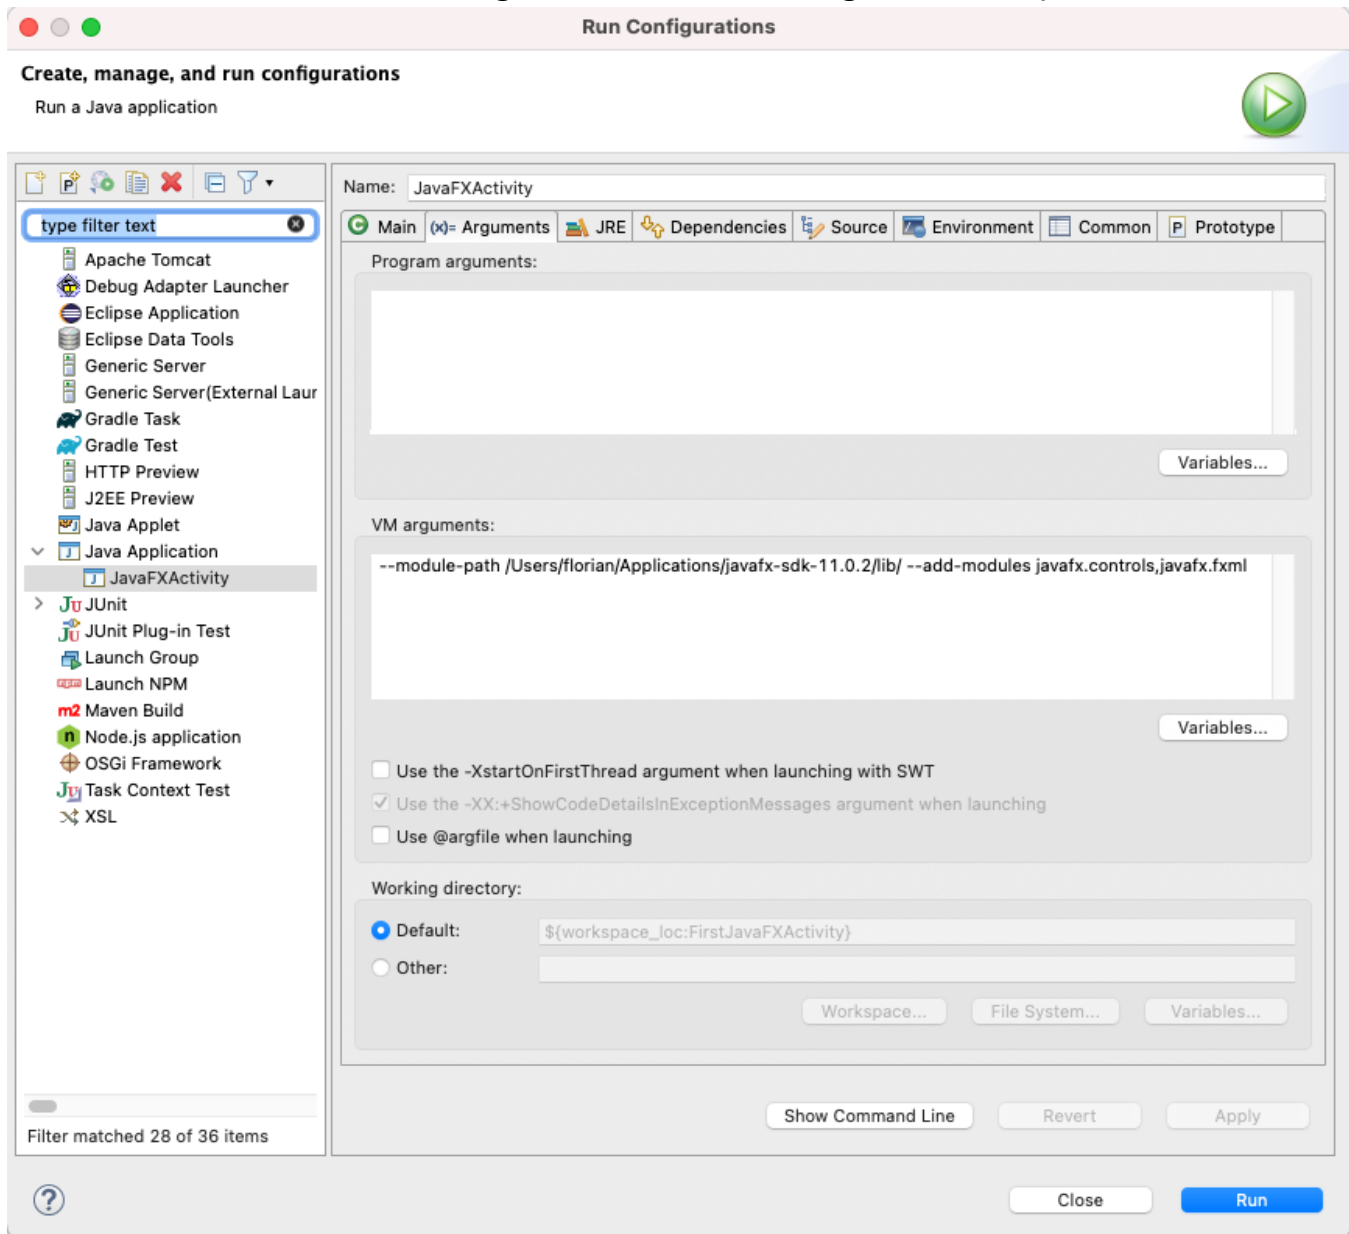 Run Configurations
Create, manage, and run configurations
Run a Java application
Name: JavaFXActivity
type filter text
Main (x)= Arguments JRE Dependencies Source Environment Common P Prototype
Apache Tomcat
Debug Adapter Launcher
Eclipse Application
Eclipse Data Tools
Generic Server
Generic Server(External Laur
Gradle Task
Gradle Test
HTTP Preview
J2EE Preview
Java Applet
Java Application
JavaFXActivity
JU JUnit
JU JUnit Plug-in Test
Launch Group
npm Launch NPM
m2 Maven Build
n Node.js application
OSGi Framework
JU Task Context Test
XSL
Filter matched 28 of 36 items
Program arguments:
Variables...
VM arguments:
--module-path /Users/florian/Applications/javafx-sdk-11.0.2/lib/ --add-modules javafx.controls,javafx.fxml
Variables...
Use the -XstartOnFirstThread argument when launching with SWT
Use the -XX:+ShowCodeDetailsInExceptionMessages argument when launching
Use @argfile when launching
Working directory:
Default: ${workspace_loc:FirstJavaFXActivity}
Other:
Workspace... File System... Variables...
Show Command Line Revert Apply
? Close Run